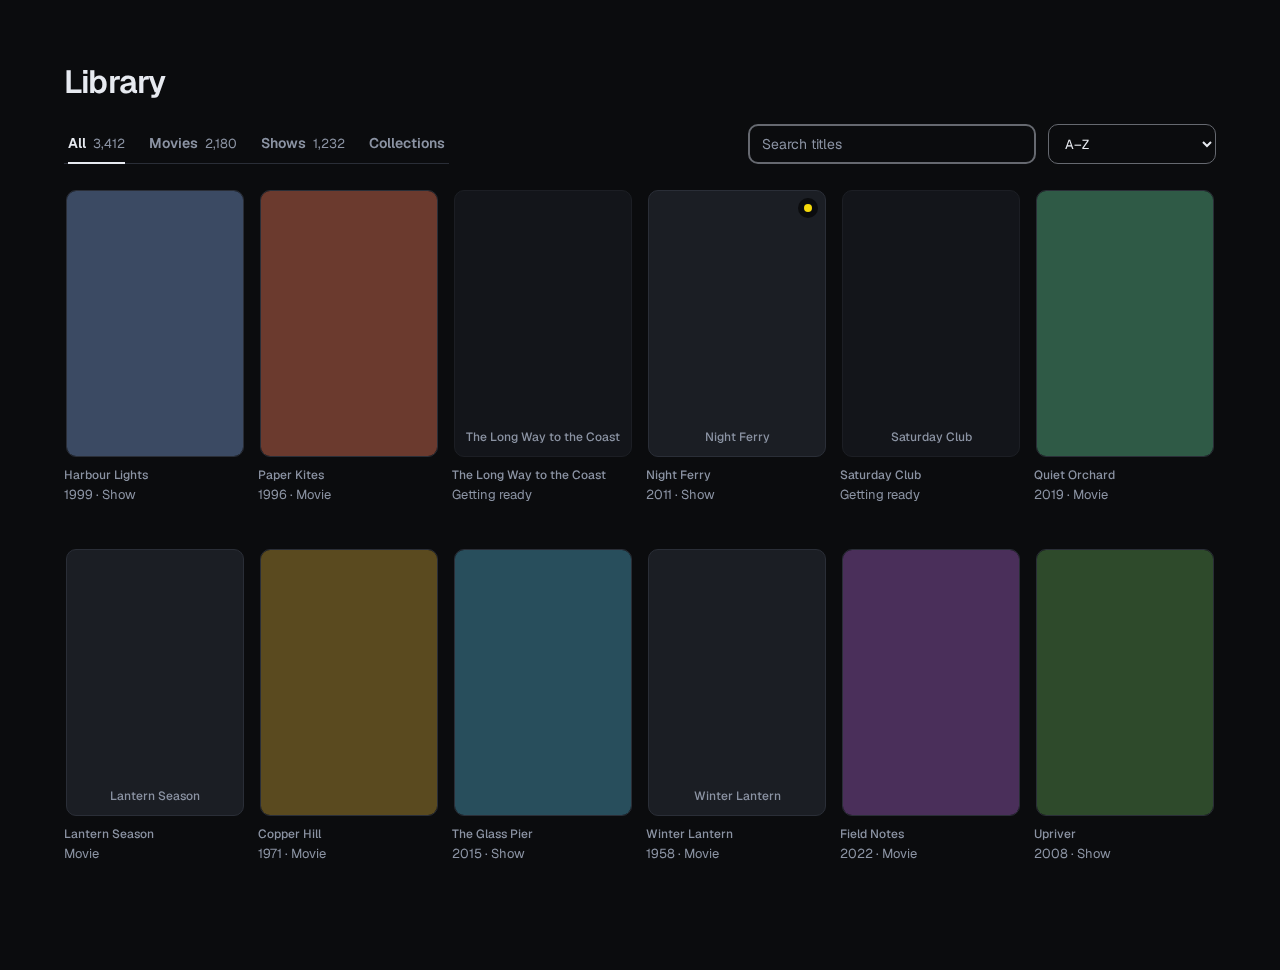 Library
All 3,412 Movies 2,180 Shows 1,232 Collections
Search titles
A–Z
The Long Way to the Coast
Night Ferry
Saturday Club
Harbour Lights
1999 · Show
Paper Kites
1996 · Movie
The Long Way to the Coast
Getting ready
Night Ferry
2011 · Show
Saturday Club
Getting ready
Quiet Orchard
2019 · Movie
Lantern Season
Winter Lantern
Lantern Season
Movie
Copper Hill
1971 · Movie
The Glass Pier
2015 · Show
Winter Lantern
1958 · Movie
Field Notes
2022 · Movie
Upriver
2008 · Show